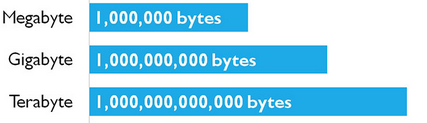 Megabyte 1,000,000 bytes
Gigabyte 1,000,000,000 bytes
Terabyte 1,000,000,000,000 bytes